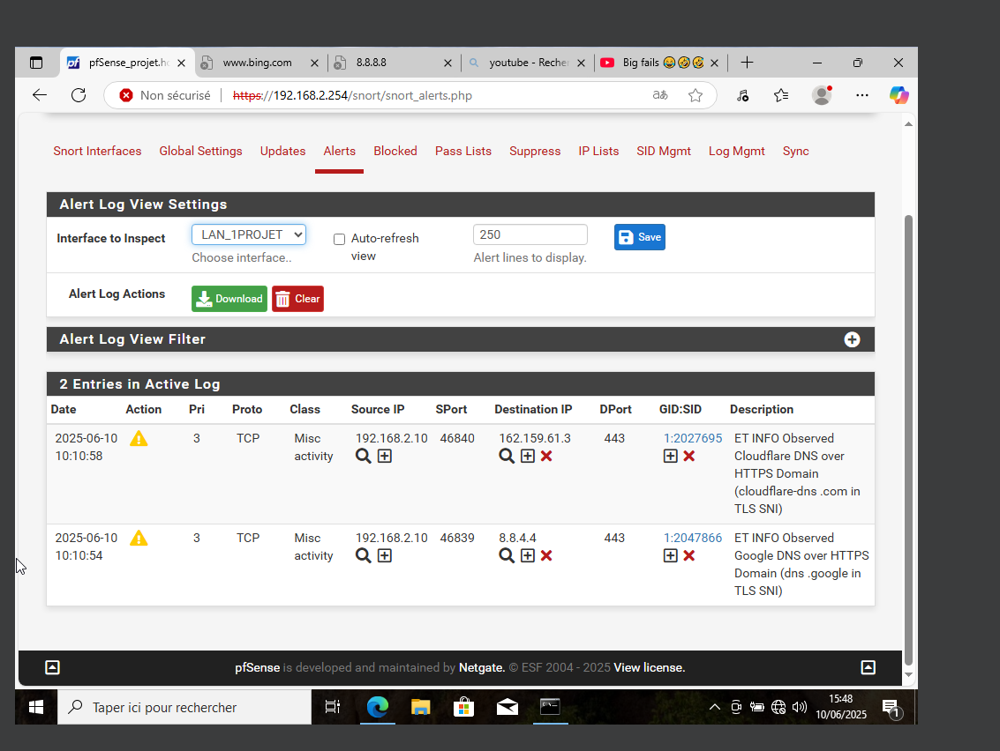 pfSense_projet.h
www.bing.com
8.8.8.8
youtube - Reche
Big fails 😂🤣🤣
Non sécurisé
https://192.168.2.254/snort/snort_alerts.php
aあ
Snort Interfaces Global Settings Updates Alerts Blocked Pass Lists Suppress IP Lists SID Mgmt Log Mgmt Sync
Alert Log View Settings
Interface to Inspect
LAN_1PROJET
Choose interface..
Auto-refresh
view
250
Alert lines to display.
Save
Alert Log Actions
Download
Clear
Alert Log View Filter
2 Entries in Active Log
Date Action Pri Proto Class Source IP SPort Destination IP DPort GID:SID Description
2025-06-10
10:10:58
3
TCP
Misc
activity
192.168.2.10
46840
162.159.61.3
443
1:2027695
ET INFO Observed
Cloudflare DNS over
HTTPS Domain
(cloudflare-dns .com in
TLS SNI)
2025-06-10
10:10:54
3
TCP
Misc
activity
192.168.2.10
46839
8.8.4.4
443
1:2047866
ET INFO Observed
Google DNS over HTTPS
Domain (dns .google in
TLS SNI)
pfSense is developed and maintained by Netgate. © ESF 2004 - 2025 View license.
Taper ici pour rechercher
15:48
10/06/2025
1